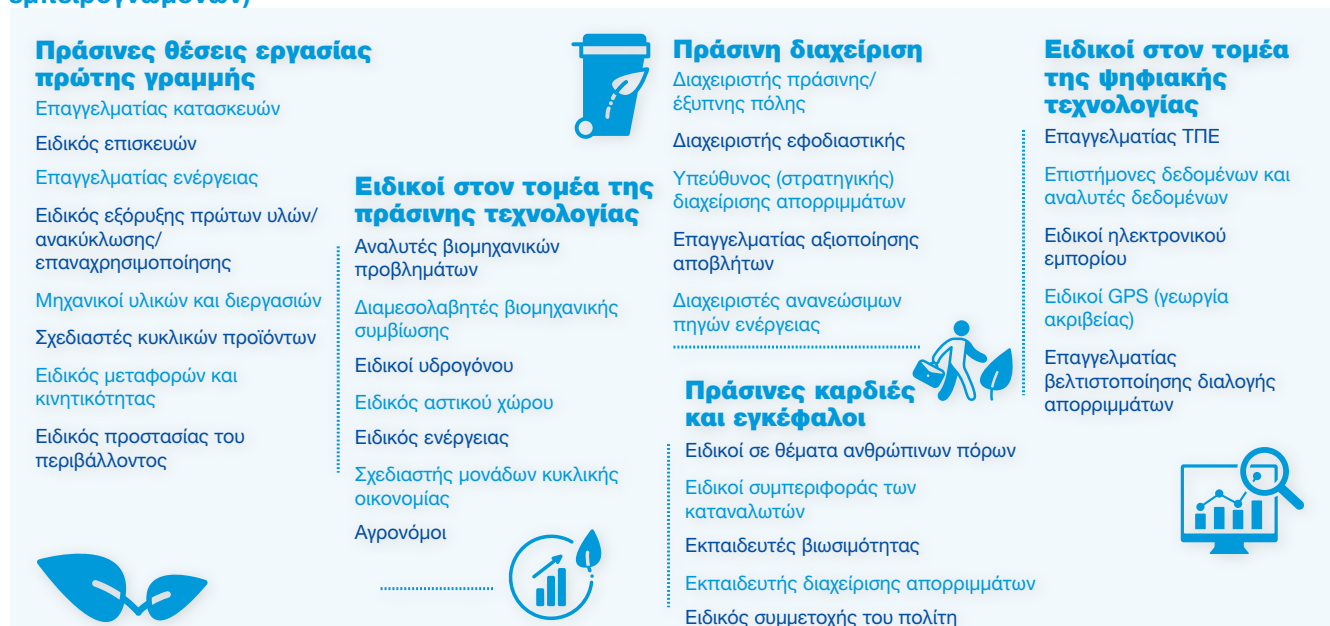 εμπειρογνωμόνων)
Πράσινες θέσεις εργασίας
πρώτης γραμμής
Επαγγελματίας κατασκευών
Ειδικός επισκευών
Επαγγελματίας ενέργειας
Ειδικός εξόρυξης πρώτων υλών/
ανακύκλωσης/
επαναχρησιμοποίησης
Μηχανικοί υλικών και διεργασιών
Σχεδιαστές κυκλικών προϊόντων
Ειδικός μεταφορών και
κινητικότητας
Ειδικός προστασίας του
περιβάλλοντος
Ειδικοί στον τομέα της
πράσινης τεχνολογίας
Αναλυτές βιομηχανικών
προβλημάτων
Διαμεσολαβητές βιομηχανικής
συμβίωσης
Ειδικοί υδρογόνου
Ειδικός αστικού χώρου
Ειδικός ενέργειας
Σχεδιαστής μονάδων κυκλικής
οικονομίας
Αγρονόμοι
Πράσινη διαχείριση
Διαχειριστής πράσινης/
έξυπνης πόλης
Διαχειριστής εφοδιαστικής
Υπεύθυνος (στρατηγικής)
διαχείρισης απορριμμάτων
Επαγγελματίας αξιοποίησης
αποβλήτων
Διαχειριστές ανανεώσιμων
πηγών ενέργειας
Πράσινες καρδιές
και εγκέφαλοι
Ειδικοί σε θέματα ανθρώπινων πόρων
Ειδικοί συμπεριφοράς των
καταναλωτών
Εκπαιδευτές βιωσιμότητας
Εκπαιδευτής διαχείρισης απορριμμάτων
Ειδικός συμμετοχής του πολίτη
Ειδικοί στον τομέα
της ψηφιακής
τεχνολογίας
Επαγγελματίας ΤΠΕ
Επιστήμονες δεδομένων και
αναλυτές δεδομένων
Ειδικοί ηλεκτρονικού
εμπορίου
Ειδικοί GPS (γεωργία
ακριβείας)
Επαγγελματίας
βελτιστοποίησης διαλογής
απορριμμάτων